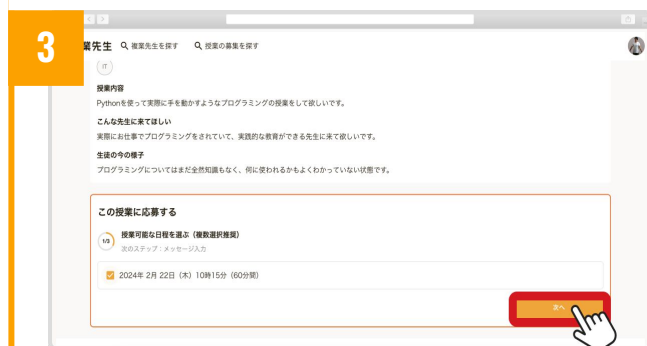 3
業先生 複業先生を探す 授業の募集を探す
IT
授業内容
Pythonを使って実際に手を動かすようなプログラミングの授業をして欲しいです。
こんな先生に来てほしい
実際にお仕事でプログラミングをされていて、実践的な教育ができる先生に来て欲しいです。
生徒の今の様子
プログラミングについてはまだ全然知識もなく、何に使われるかもよくわかっていない状態です。
この授業に応募する
1/3 授業可能な日程を選ぶ（複数選択推奨）
次のステップ：メッセージ入力
2024年 2月 22日（木）10時15分（60分間）
次へ